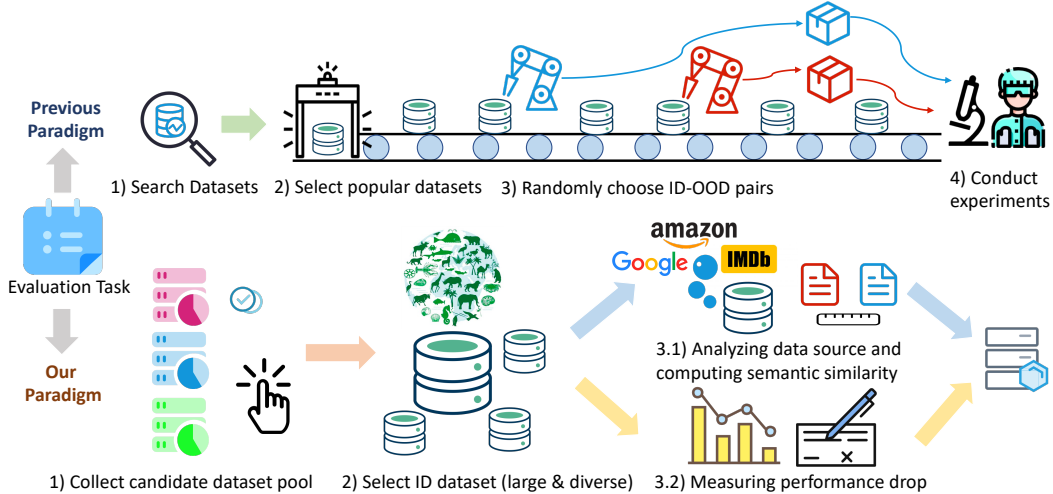 Previous
Paradigm
1) Search Datasets
2) Select popular datasets
3) Randomly choose ID-OOD pairs
4) Conduct
experiments
Evaluation Task
Our
Paradigm
amazon
Google
IMDb
3.1) Analyzing data source and
computing semantic similarity
1) Collect candidate dataset pool
2) Select ID dataset (large & diverse)
3.2) Measuring performance drop